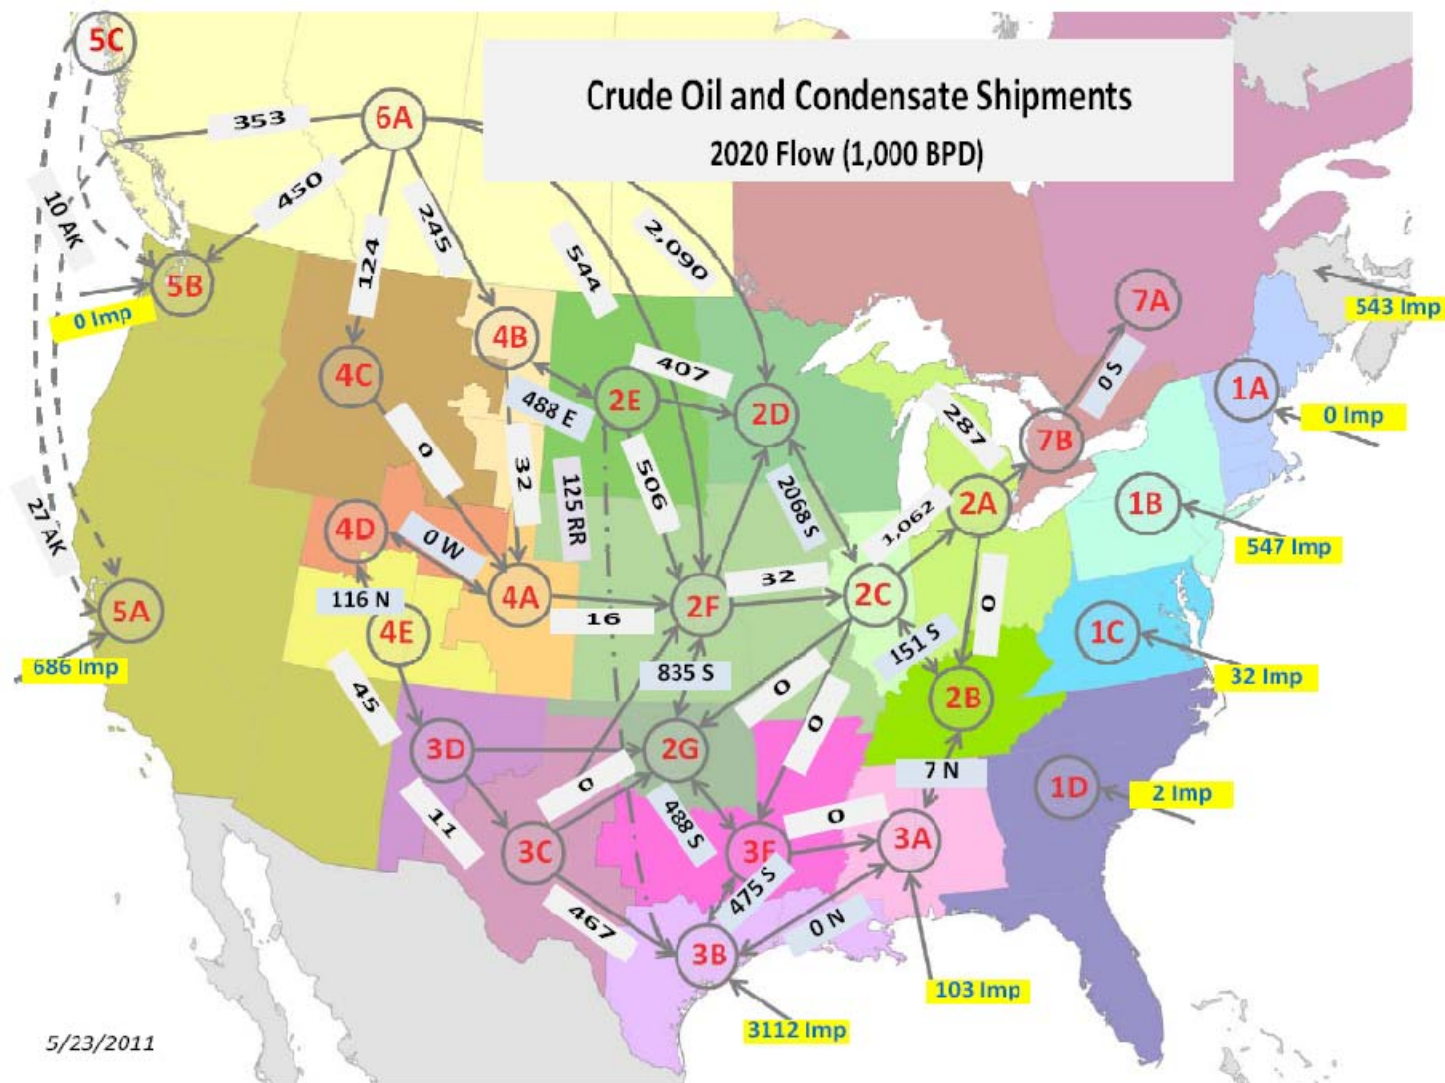 5C
Crude Oil and Condensate Shipments
2020 Flow (1,000 BPD)
353
6A
450
10 AK
124
245
544
2,090
5B
0 Imp
7A
543 Imp
4B
4C
407
2E
488 E
2D
287
0 S
1A
0 Imp
7B
0
32
125 RR
506
2068 S
1,062
2A
1B
547 Imp
27 AK
4D
0 W
5A
116 N
4E
4A
16
2F
32
2C
0
1C
686 Imp
151 S
32 Imp
835 S
2B
45
0
0
3D
2G
7 N
1D
2 Imp
0
11
488 S
0
3C
3F
3A
475 S
467
0 N
3B
103 Imp
3112 Imp
5/23/2011